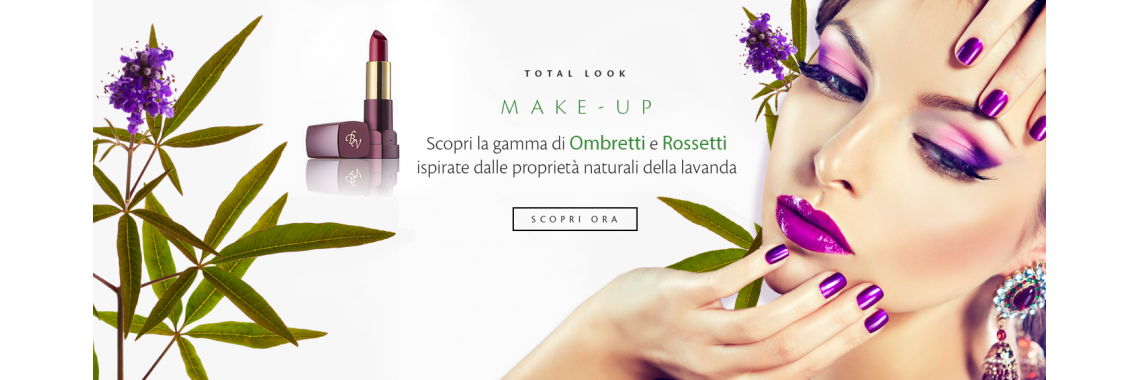 TOTAL LOOK
MAKE-UP
Scopri la gamma di Ombretti e Rossetti
ispirate dalle proprietà naturali della lavanda
SCOPRI ORA